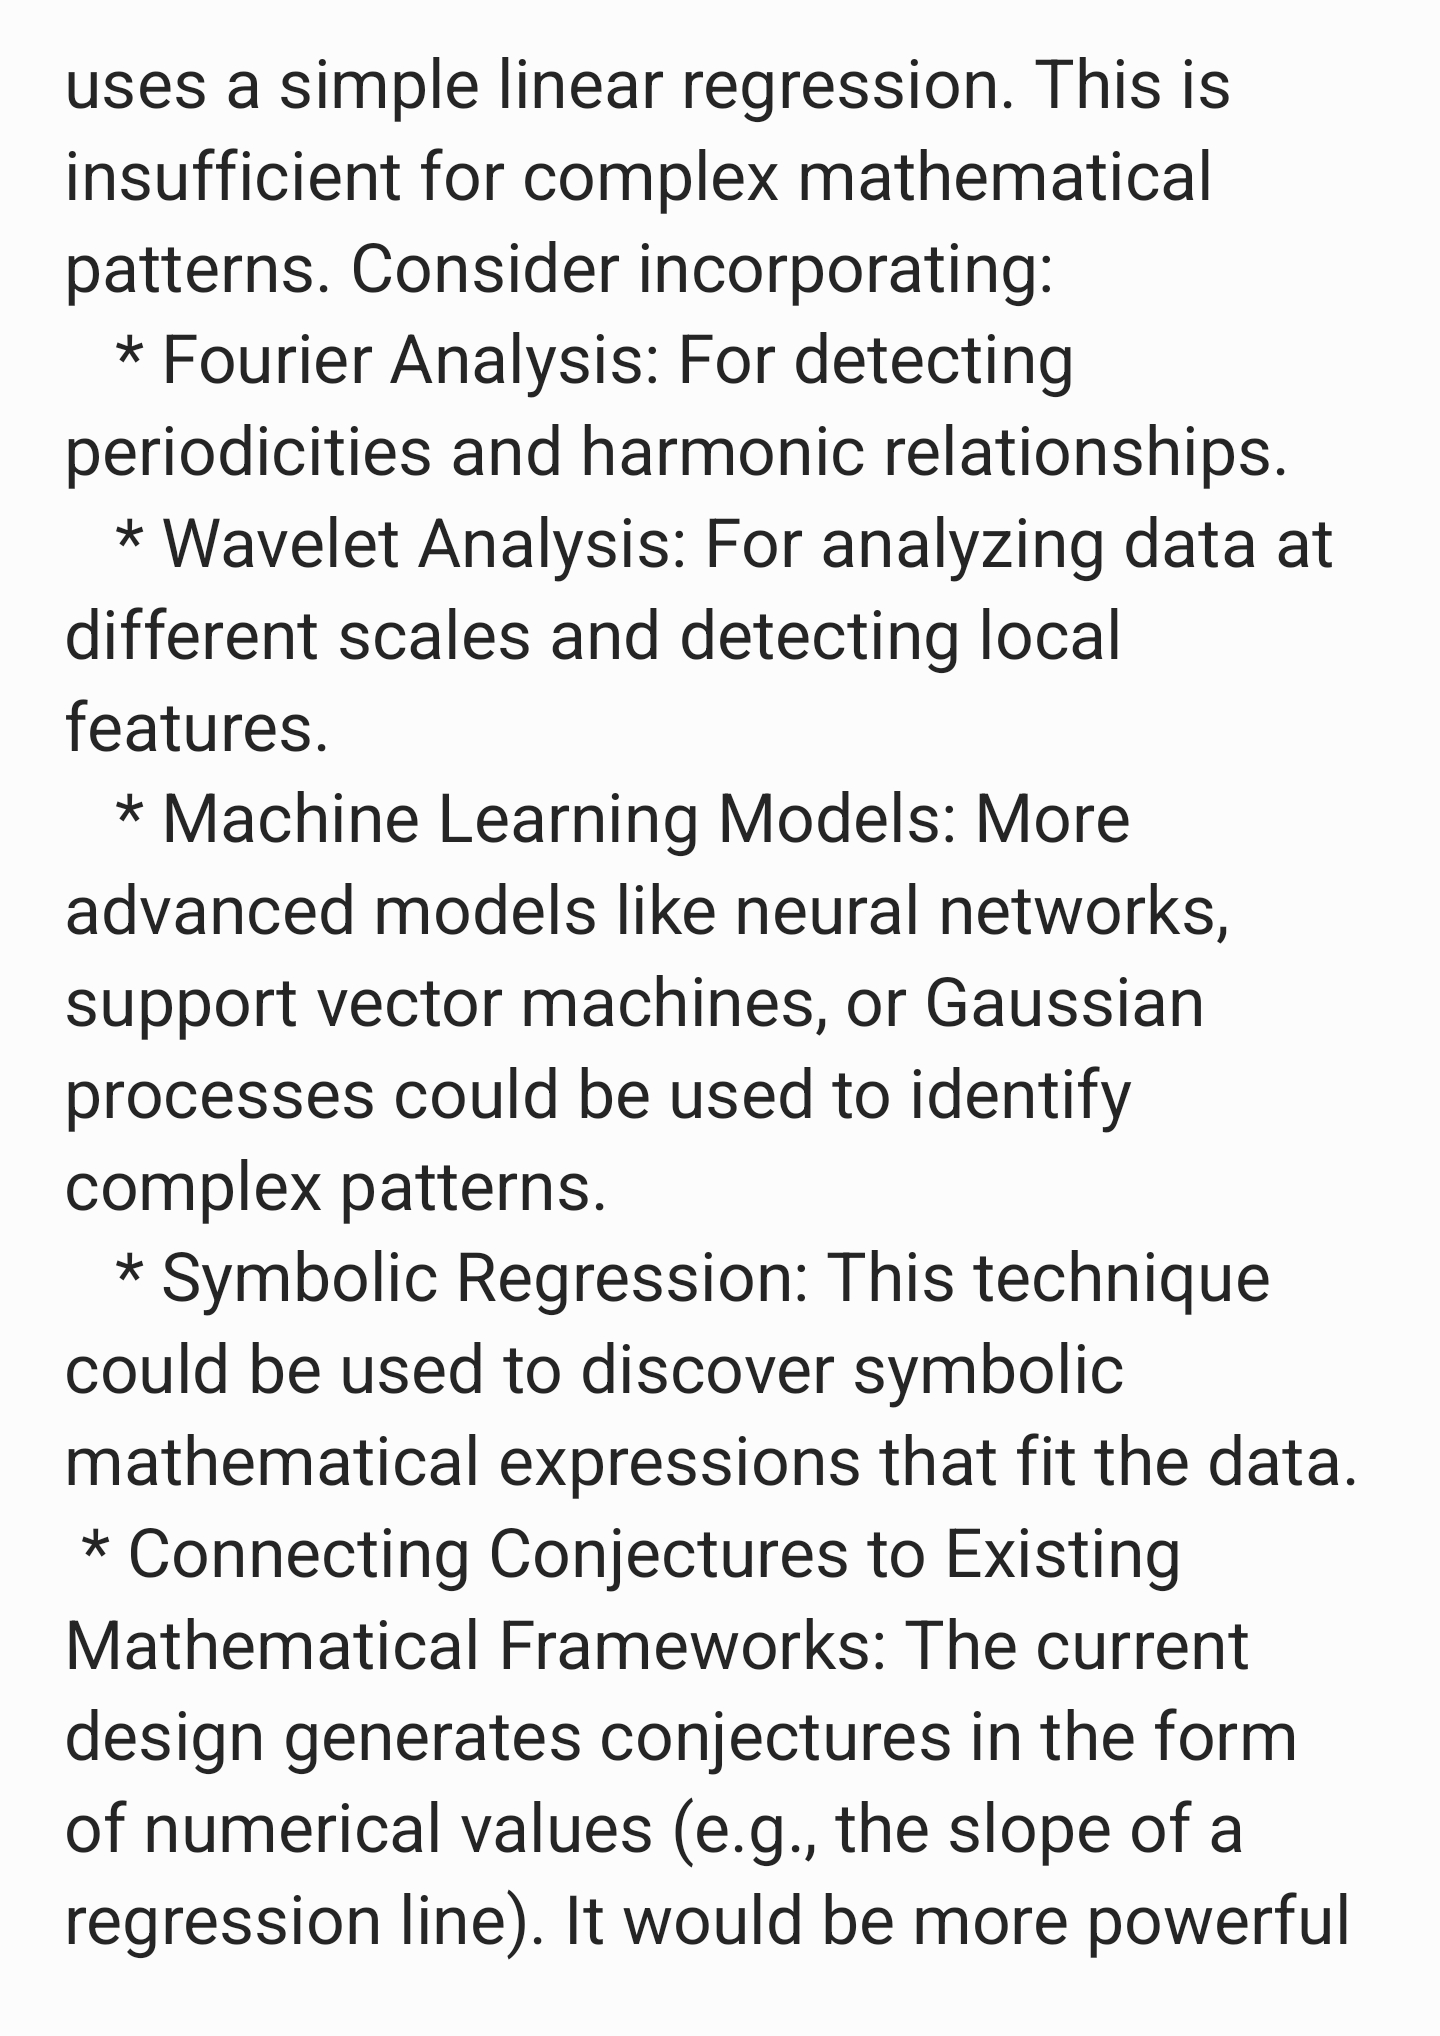 uses a simple linear regression. This is
insufficient for complex mathematical
patterns. Consider incorporating:
* Fourier Analysis: For detecting
periodicities and harmonic relationships.
* Wavelet Analysis: For analyzing data at
different scales and detecting local
features.
* Machine Learning Models: More
advanced models like neural networks,
support vector machines, or Gaussian
processes could be used to identify
complex patterns.
* Symbolic Regression: This technique
could be used to discover symbolic
mathematical expressions that fit the data.
* Connecting Conjectures to Existing
Mathematical Frameworks: The current
design generates conjectures in the form
of numerical values (e.g., the slope of a
regression line). It would be more powerful